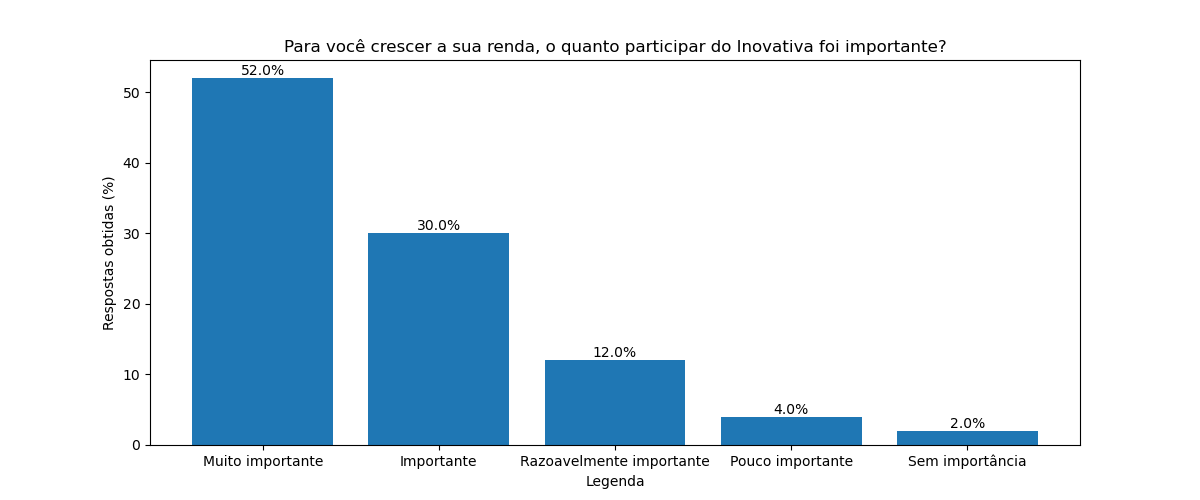 Para você crescer a sua renda, o quanto participar do Inovativa foi importante?
52.0%
30.0%
12.0%
4.0%
2.0%
50
40
30
20
10
0
Respostas obtidas (%)
Muito importante
Importante
Razoavelmente importante
Pouco importante
Sem importância
Legenda